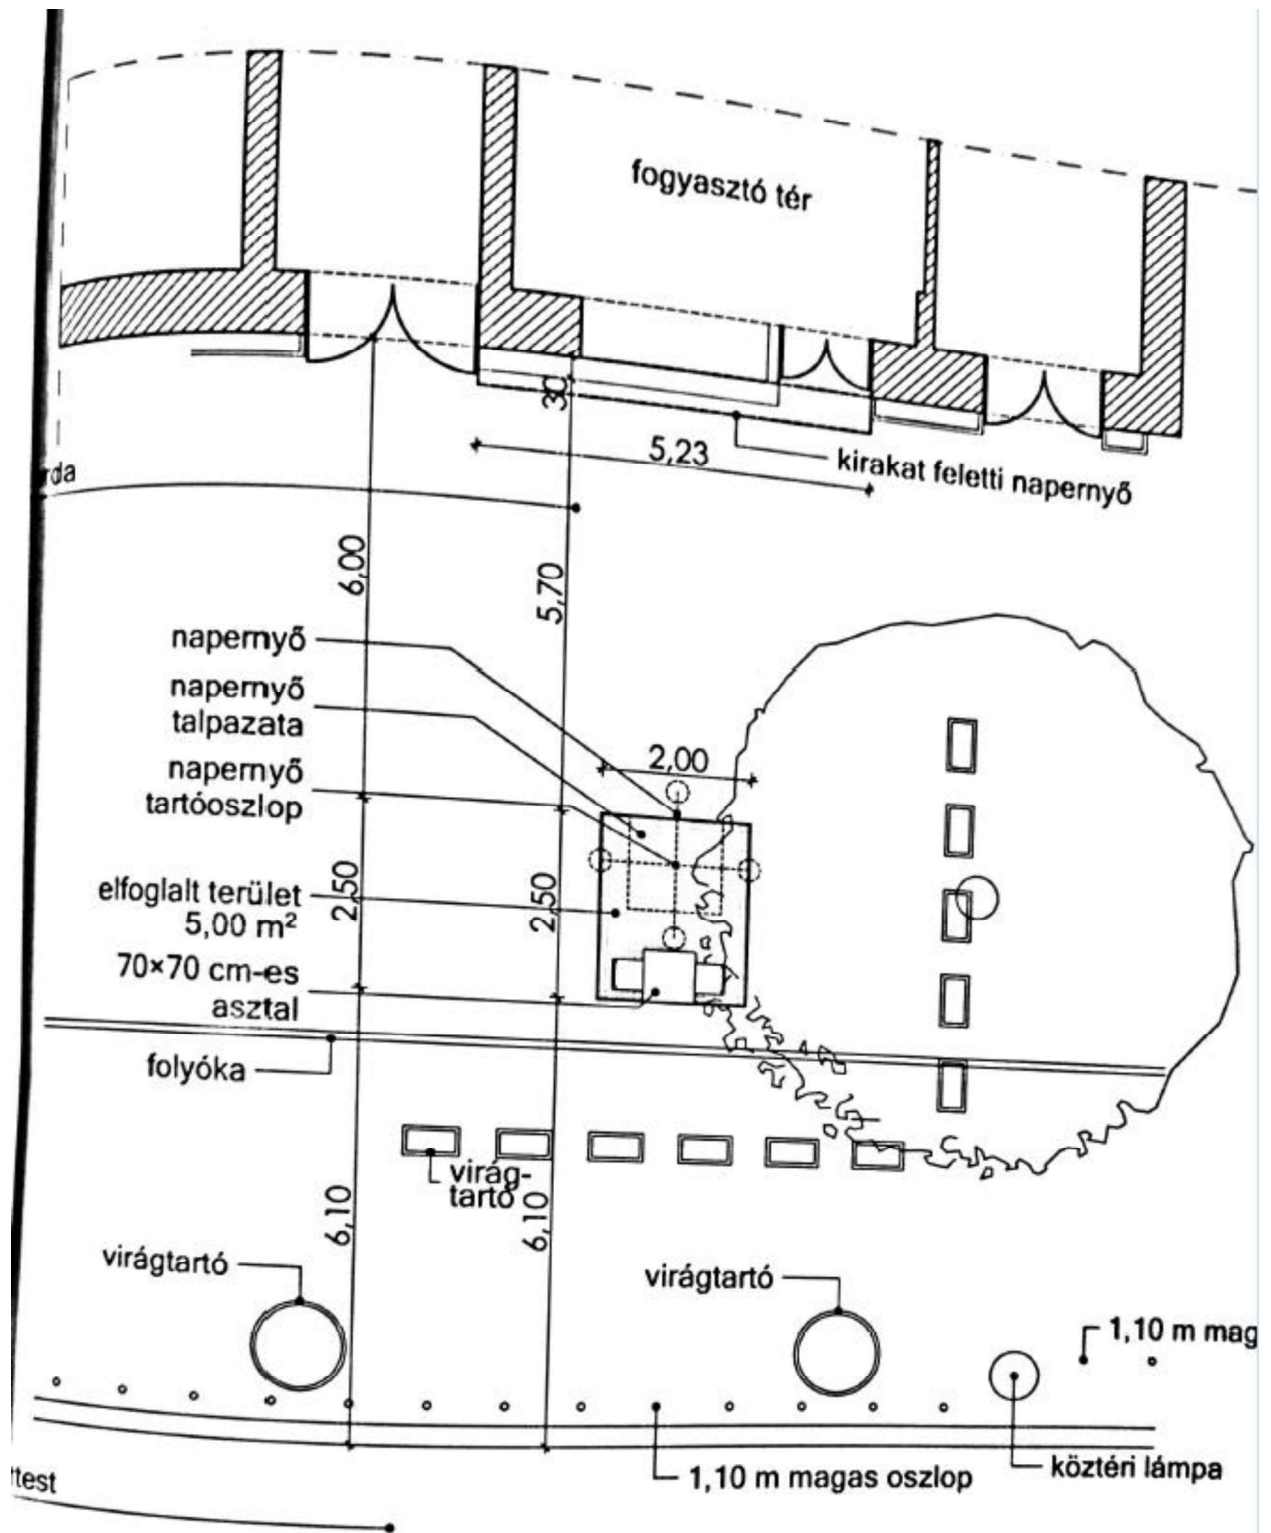 fogyasztó tér
30
5,23
kirakat feletti napernyő
rda
6,00
5,70
napernyő
napernyő
talpazata
2,00
napernyő
tartóoszlop
elfoglalt terület
5,00 m²
2,50
2,50
70×70 cm-es
asztal
folyóka
virág-
tartó
6,10
6,10
virágtartó
virágtartó
1,10 m mag
1,10 m magas oszlop
köztéri lámpa
ttest